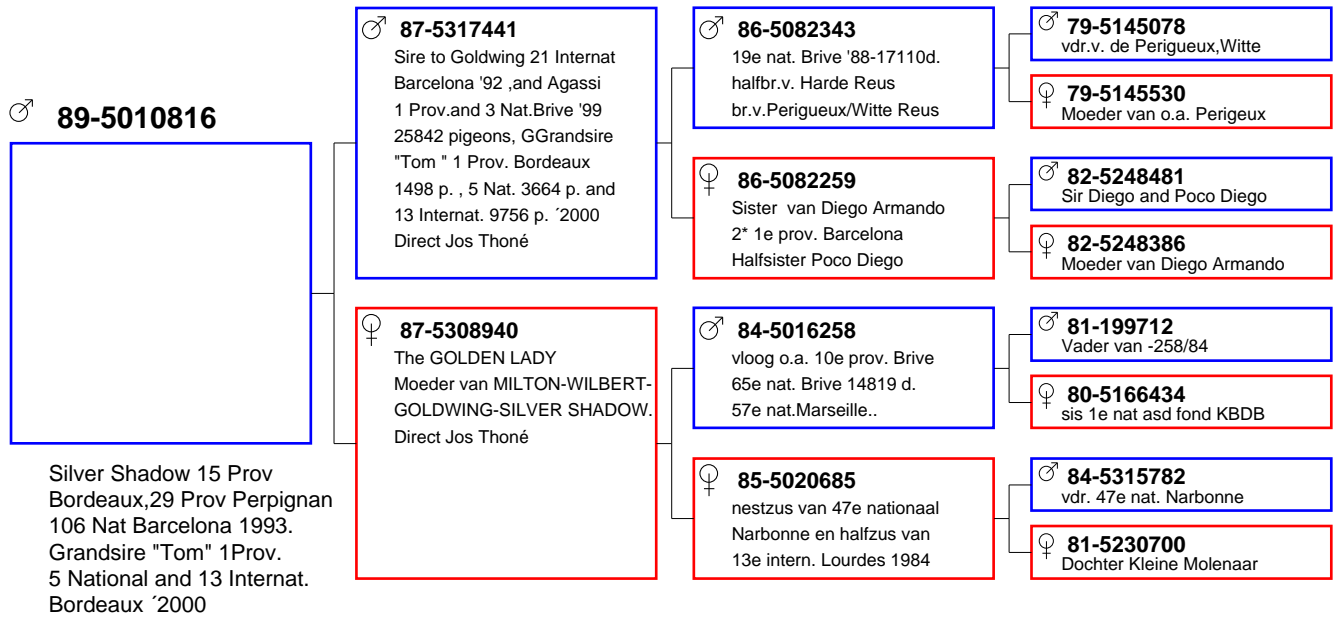 89-5010816
Silver Shadow 15 Prov
Bordeaux,29 Prov Perpignan
106 Nat Barcelona 1993.
Grandsire "Tom" 1Prov.
5 National and 13 Internat.
Bordeaux ´2000
87-5317441
Sire to Goldwing 21 Internat
Barcelona '92 ,and Agassi
1 Prov.and 3 Nat.Brive '99
25842 pigeons, GGrandsire
"Tom " 1 Prov. Bordeaux
1498 p. , 5 Nat. 3664 p. and
13 Internat. 9756 p. ´2000
Direct Jos Thoné
87-5308940
The GOLDEN LADY
Moeder van MILTON-WILBERT-
GOLDWING-SILVER SHADOW.
Direct Jos Thoné
86-5082343
19e nat. Brive '88-17110d.
halfbr.v. Harde Reus
br.v.Perigueux/Witte Reus
86-5082259
Sister  van Diego Armando
2* 1e prov. Barcelona
Halfsister Poco Diego
84-5016258
vloog o.a. 10e prov. Brive
65e nat. Brive 14819 d.
57e nat.Marseille..
85-5020685
nestzus van 47e nationaal
Narbonne en halfzus van
13e intern. Lourdes 1984
79-5145078
vdr.v. de Perigueux,Witte
79-5145530
Moeder van o.a. Perigeux
82-5248481
Sir Diego and Poco Diego
82-5248386
Moeder van Diego Armando
81-199712
Vader van -258/84
80-5166434
sis 1e nat asd fond KBDB
84-5315782
vdr. 47e nat. Narbonne
81-5230700
Dochter Kleine Molenaar